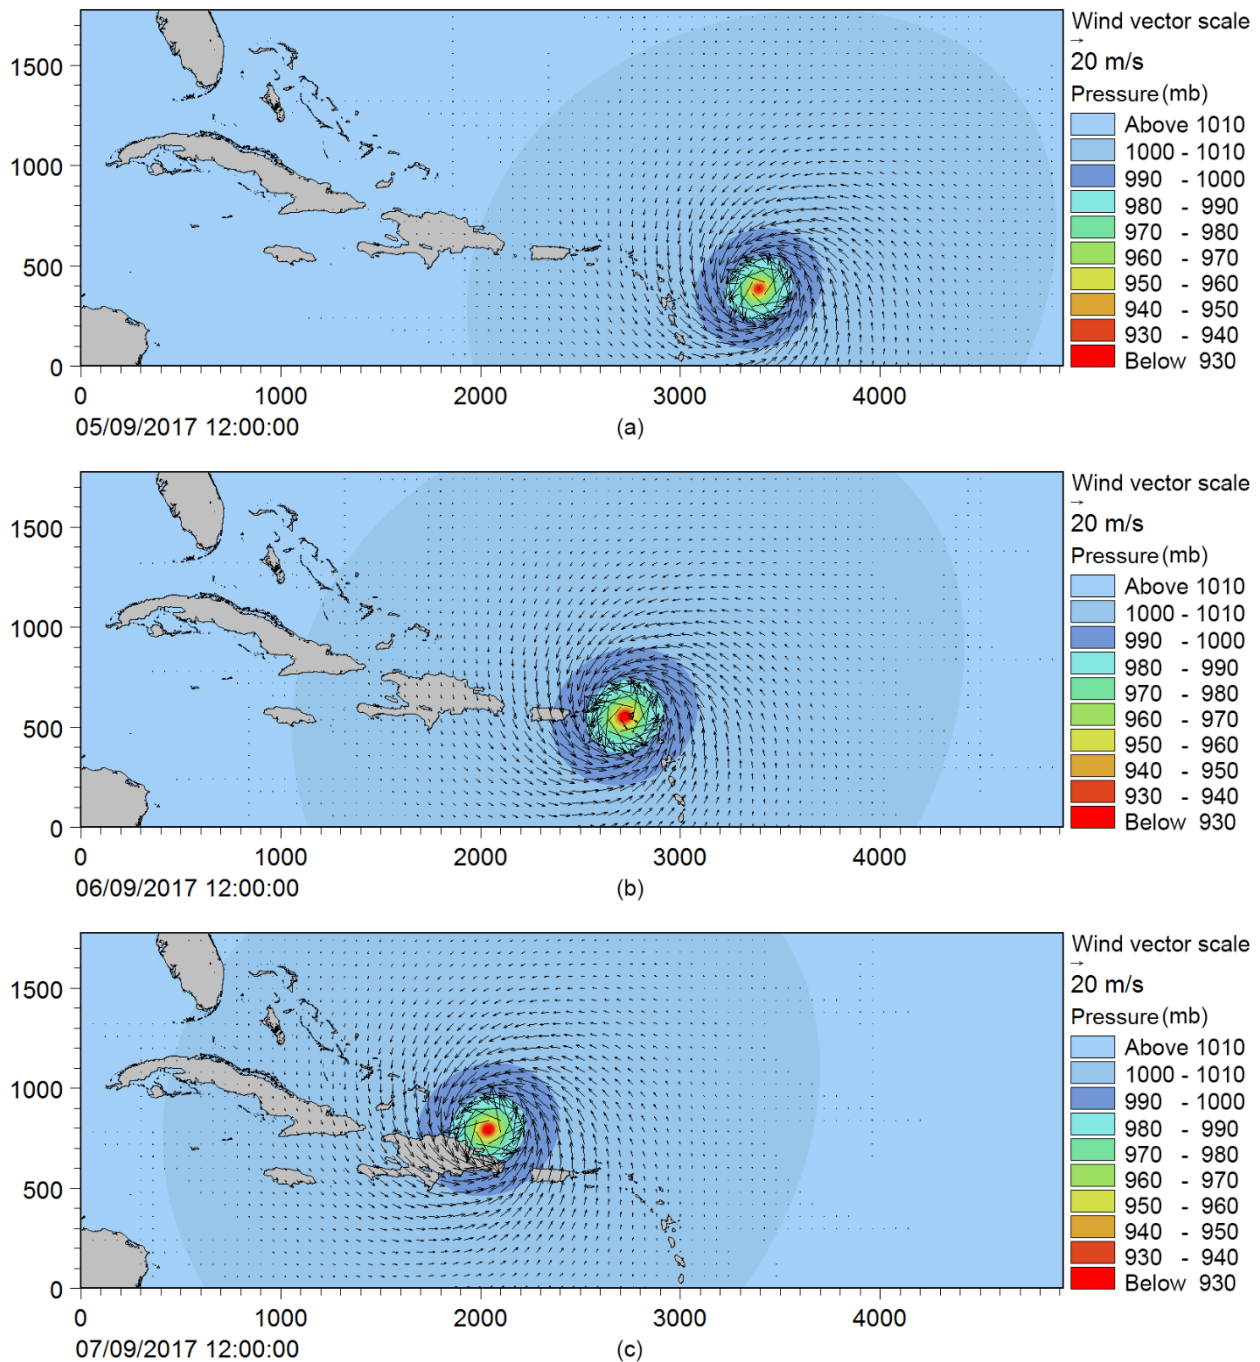 Wind vector scale
20 m/s
Pressure (mb)
Above 1010
1000 - 1010
990 - 1000
980 - 990
970 - 980
960 - 970
950 - 960
940 - 950
930 - 940
Below 930
1500
1000
500
0
0 1000 2000 3000 4000
05/09/2017 12:00:00 (a)
Wind vector scale
20 m/s
Pressure (mb)
Above 1010
1000 - 1010
990 - 1000
980 - 990
970 - 980
960 - 970
950 - 960
940 - 950
930 - 940
Below 930
1500
1000
500
0
0 1000 2000 3000 4000
06/09/2017 12:00:00 (b)
Wind vector scale
20 m/s
Pressure (mb)
Above 1010
1000 - 1010
990 - 1000
980 - 990
970 - 980
960 - 970
950 - 960
940 - 950
930 - 940
Below 930
1500
1000
500
0
0 1000 2000 3000 4000
07/09/2017 12:00:00 (c)